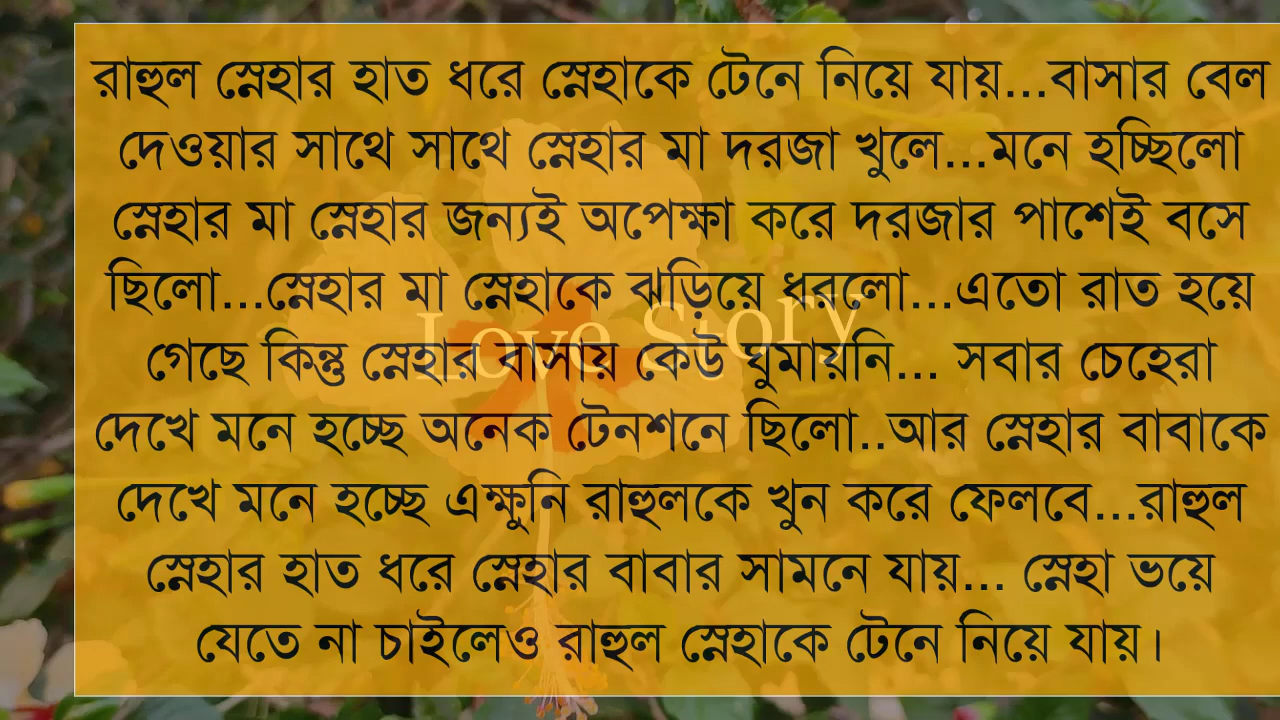 রাহুল স্নেহার হাত ধরে স্নেহাকে টেনে নিয়ে যায়...বাসার বেল
দেওয়ার সাথে সাথে স্নেহার মা দরজা খুলে...মনে হচ্ছিলো
স্নেহার মা স্নেহার জন্যই অপেক্ষা করে দরজার পাশেই বসে
ছিলো...স্নেহার মা স্নেহাকে ঝড়িয়ে ধরলো...এতো রাত হয়ে
গেছে কিন্তু স্নেহার বাসায় কেউ ঘুমায়নি... সবার চেহেরা
দেখে মনে হচ্ছে অনেক টেনশনে ছিলো..আর স্নেহার বাবাকে
দেখে মনে হচ্ছে এক্ষুনি রাহুলকে খুন করে ফেলবে...রাহুল
স্নেহার হাত ধরে স্নেহার বাবার সামনে যায়... স্নেহা ভয়ে
যেতে না চাইলেও রাহুল স্নেহাকে টেনে নিয়ে যায়।
Love Story